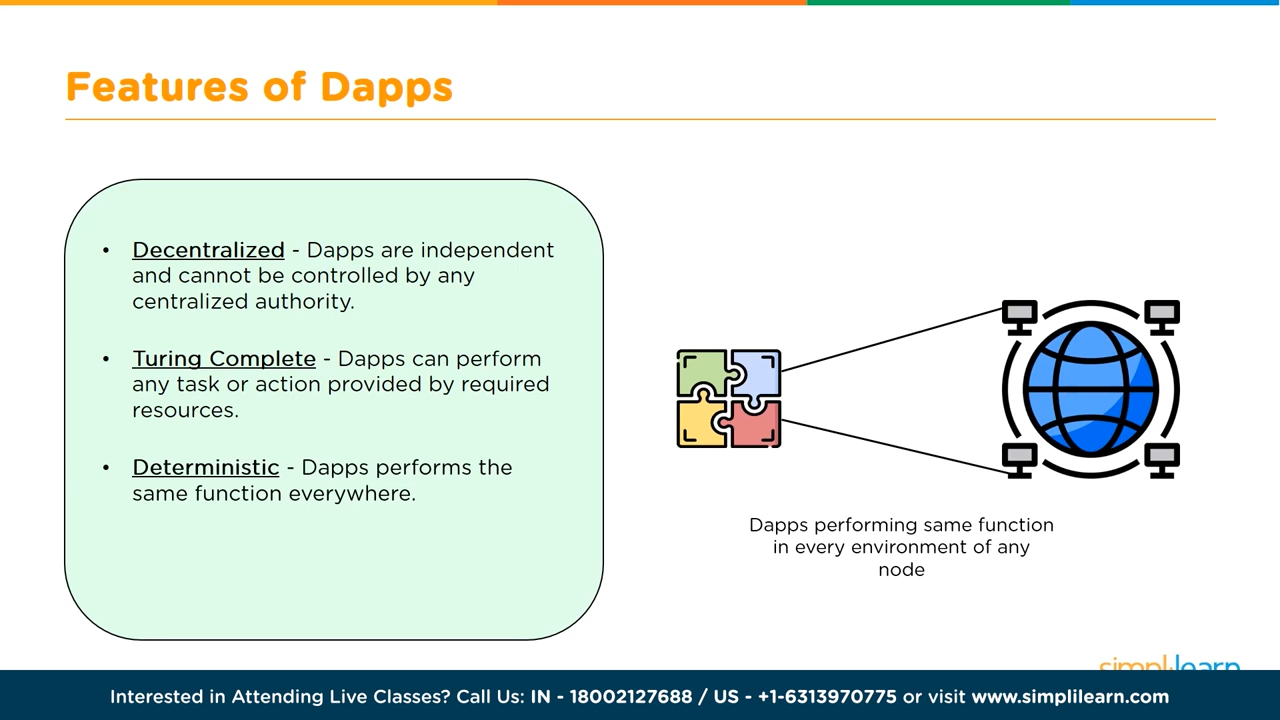 Features of Dapps
• Decentralized - Dapps are independent
and cannot be controlled by any
centralized authority.
• Turing Complete - Dapps can perform
any task or action provided by required
resources.
• Deterministic - Dapps performs the
same function everywhere.
Dapps performing same function
in every environment of any
node
simplilearn
Interested in Attending Live Classes? Call Us: IN - 18002127688 / US - +1-6313970775 or visit www.simplilearn.com